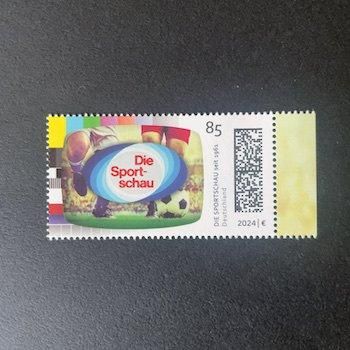 Die
Sport-
schau
85
DIE SPORTSCHAU seit 1961
Deutschland
2024 | €